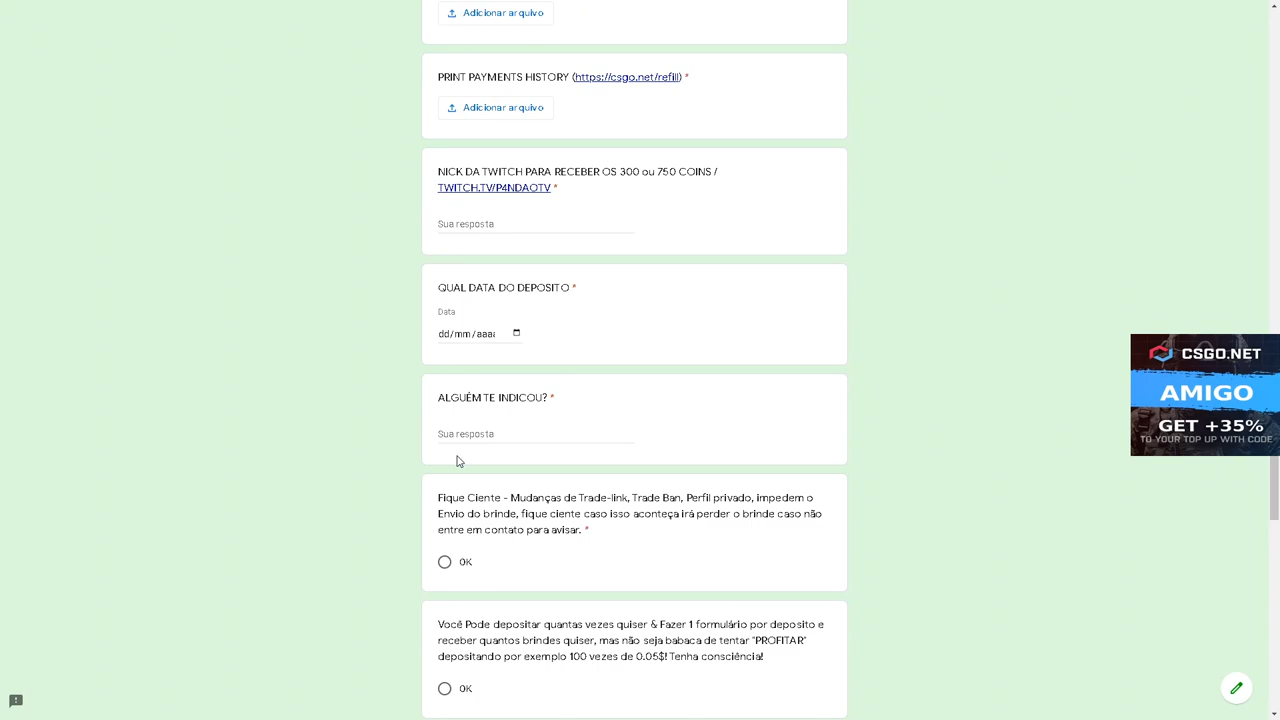 Adicionar arquivo
PRINT PAYMENTS HISTORY (https://csgo.net/refill) *
Adicionar arquivo
NICK DA TWITCH PARA RECEBER OS 300 ou 750 COINS /
TWITCH.TV/P4NDAOTV *
Sua resposta
QUAL DATA DO DEPOSITO *
Data
dd/mm/aaaa
ALGUÉM TE INDICOU? *
Sua resposta
Fique Ciente - Mudanças de Trade-link, Trade Ban, Perfil privado, impedem o
Envio do brinde, fique ciente caso isso aconteça irá perder o brinde caso não
entre em contato para avisar. *
OK
Você Pode depositar quantas vezes quiser & Fazer 1 formulário por deposito e
receber quantos brindes quiser, mas não seja babaca de tentar "PROFITAR"
depositando por exemplo 100 vezes de 0.05$! Tenha consciência!
OK
CSGO.NET
AMIGO
GET +35%
TO YOUR TOP UP WITH CODE